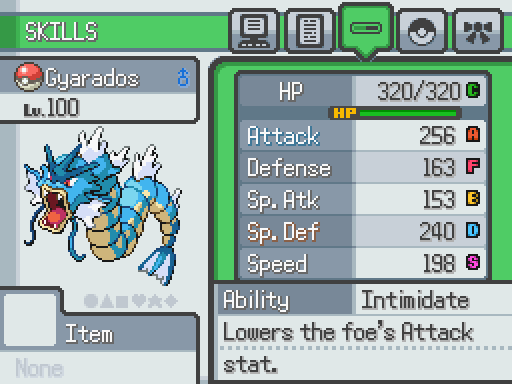 SKILLS
Gyarados ♂
Lv.100
HP 320/320 C
HP
Attack 256 A
Defense 163 F
Sp. Atk 153 B
Sp. Def 240 D
Speed 198 S
Ability Intimidate
Lowers the foe's Attack
stat.
Item
None